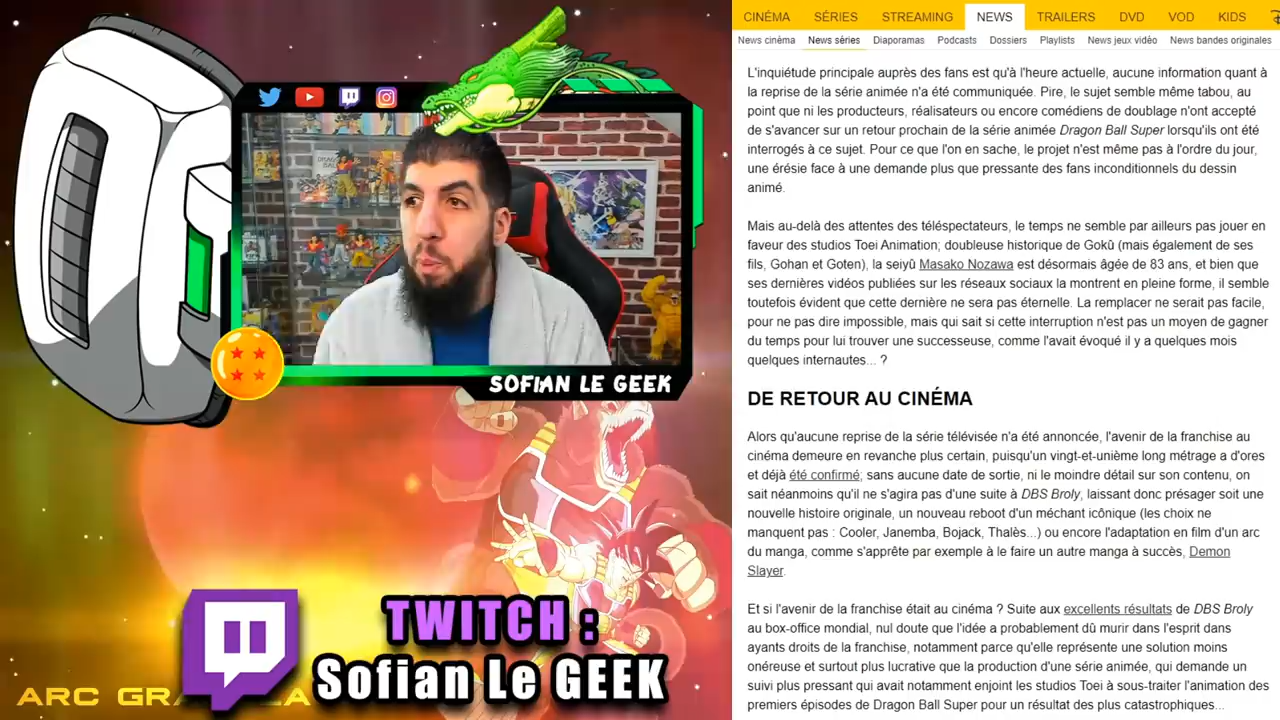 SOFIAN LE GEEK
TWITCH :
Sofian Le GEEK
ARC GRA
CINÉMA SÉRIES STREAMING NEWS TRAILERS DVD VOD KIDS
News cinéma News séries Diaporamas Podcasts Dossiers Playlists News jeux vidéo News bandes originales
L'inquiétude principale auprès des fans est qu'à l'heure actuelle, aucune information quant à
la reprise de la série animée n'a été communiquée. Pire, le sujet semble même tabou, au
point que ni les producteurs, réalisateurs ou encore comédiens de doublage n'ont accepté
de s'avancer sur un retour prochain de la série animée Dragon Ball Super lorsqu'ils ont été
interrogés à ce sujet. Pour ce que l'on en sache, le projet n'est même pas à l'ordre du jour,
une érésie face à une demande plus que pressante des fans inconditionnels du dessin
animé.
Mais au-delà des attentes des téléspectateurs, le temps ne semble par ailleurs pas jouer en
faveur des studios Toei Animation; doubleuse historique de Gokû (mais également de ses
fils, Gohan et Goten), la seiyû Masako Nozawa est désormais âgée de 83 ans, et bien que
ses dernières vidéos publiées sur les réseaux sociaux la montrent en pleine forme, il semble
toutefois évident que cette dernière ne sera pas éternelle. La remplacer ne serait pas facile,
pour ne pas dire impossible, mais qui sait si cette interruption n'est pas un moyen de gagner
du temps pour lui trouver une successeuse, comme l'avait évoqué il y a quelques mois
quelques internautes... ?
DE RETOUR AU CINÉMA
Alors qu'aucune reprise de la série télévisée n'a été annoncée, l'avenir de la franchise au
cinéma demeure en revanche plus certain, puisqu'un vingt-et-unième long métrage a d'ores
et déjà été confirmé; sans aucune date de sortie, ni le moindre détail sur son contenu, on
sait néanmoins qu'il ne s'agira pas d'une suite à DBS Broly, laissant donc présager soit une
nouvelle histoire originale, un nouveau reboot d'un méchant icônique (les choix ne
manquent pas : Cooler, Janemba, Bojack, Thalès...) ou encore l'adaptation en film d'un arc
du manga, comme s'apprête par exemple à le faire un autre manga à succès, Demon
Slayer.
Et si l'avenir de la franchise était au cinéma ? Suite aux excellents résultats de DBS Broly
au box-office mondial, nul doute que l'idée a probablement dû murir dans l'esprit dans
ayants droits de la franchise, notamment parce qu'elle représente une solution moins
onéreuse et surtout plus lucrative que la production d'une série animée, qui demande un
suivi plus pressant qui avait notamment enjoint les studios Toei à sous-traiter l'animation des
premiers épisodes de Dragon Ball Super pour un résultat des plus catastrophiques...